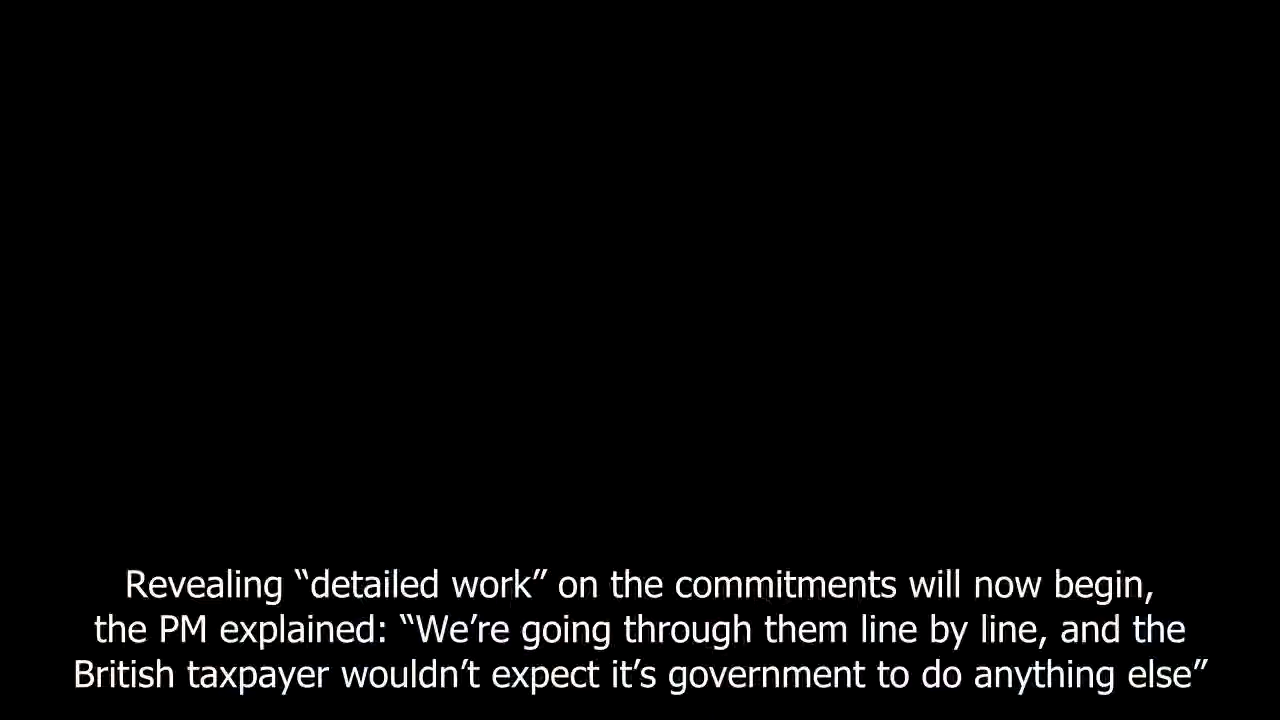 Revealing “detailed work” on the commitments will now begin,
the PM explained: “We’re going through them line by line, and the
British taxpayer wouldn’t expect it’s government to do anything else”